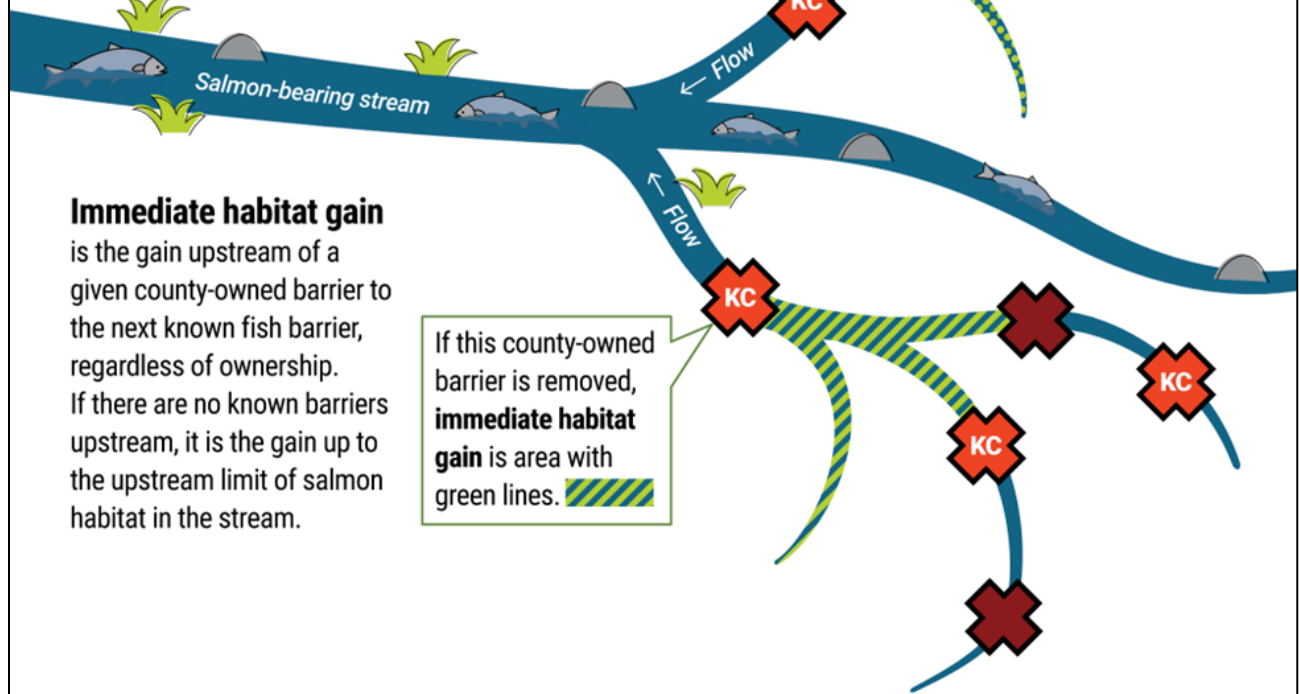 KC
← Flow
Salmon-bearing stream
← Flow
Immediate habitat gain
is the gain upstream of a
given county-owned barrier to
the next known fish barrier,
regardless of ownership.
If there are no known barriers
upstream, it is the gain up to
the upstream limit of salmon
habitat in the stream.
KC
If this county-owned
barrier is removed,
immediate habitat
gain is area with
green lines.
KC
KC